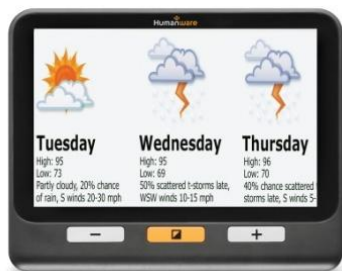 Humanware
Tuesday
High: 95
Low: 73
Partly cloudy, 20% chance
of rain, S winds 20-30 mph
Wednesday
High: 95
Low: 69
50% scattered t-storms late,
WSW winds 10-15 mph
Thursday
High: 96
Low: 70
40% chance scattered
storms late, S winds 5-